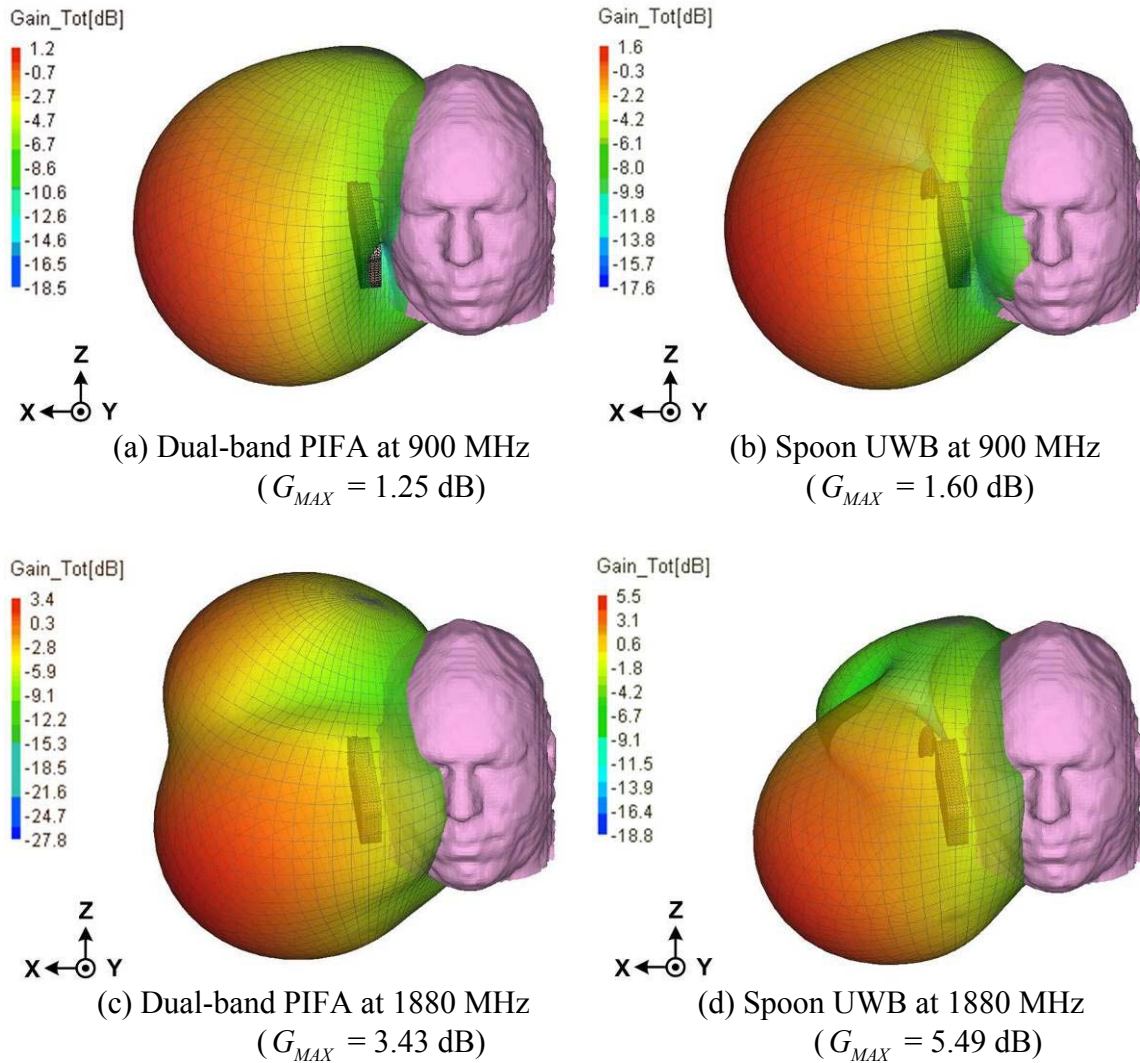 Gain_Tot[dB]
1.2
-0.7
-2.7
-4.7
-6.7
-8.6
-10.6
-12.6
-14.6
-16.5
-18.5
Z
X
Y
(a) Dual-band PIFA at 900 MHz
(G_MAX = 1.25 dB)
Gain_Tot[dB]
1.6
-0.3
-2.2
-4.2
-6.1
-8.0
-9.9
-11.8
-13.8
-15.7
-17.6
Z
X
Y
(b) Spoon UWB at 900 MHz
(G_MAX = 1.60 dB)
Gain_Tot[dB]
3.4
0.3
-2.8
-5.9
-9.1
-12.2
-15.3
-18.5
-21.6
-24.7
-27.8
Z
X
Y
(c) Dual-band PIFA at 1880 MHz
(G_MAX = 3.43 dB)
Gain_Tot[dB]
5.5
3.1
0.6
-1.8
-4.2
-6.7
-9.1
-11.5
-13.9
-16.4
-18.8
Z
X
Y
(d) Spoon UWB at 1880 MHz
(G_MAX = 5.49 dB)